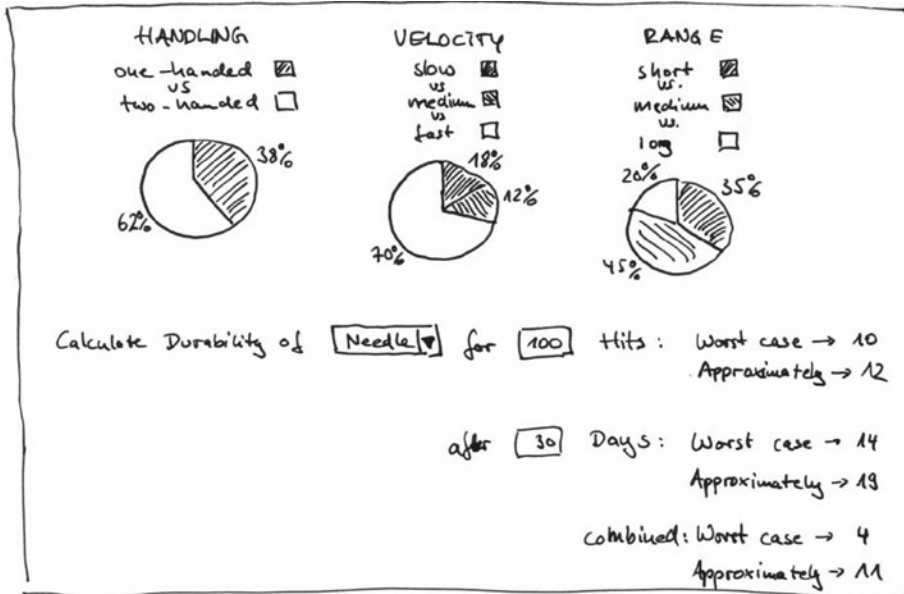 HANDLING
one-handed
vs
two-handed
38%
62%
VELOCITY
slow
vs
medium
vs
fast
18%
12%
70%
RANGE
short
vs.
medium
vs.
long
20%
35%
45%
Calculate Durability of Needle for 100 Hits: Worst case → 10
Approximately → 12
after 30 Days: Worst case → 14
Approximately → 19
combined: Worst case → 4
Approximately → 11